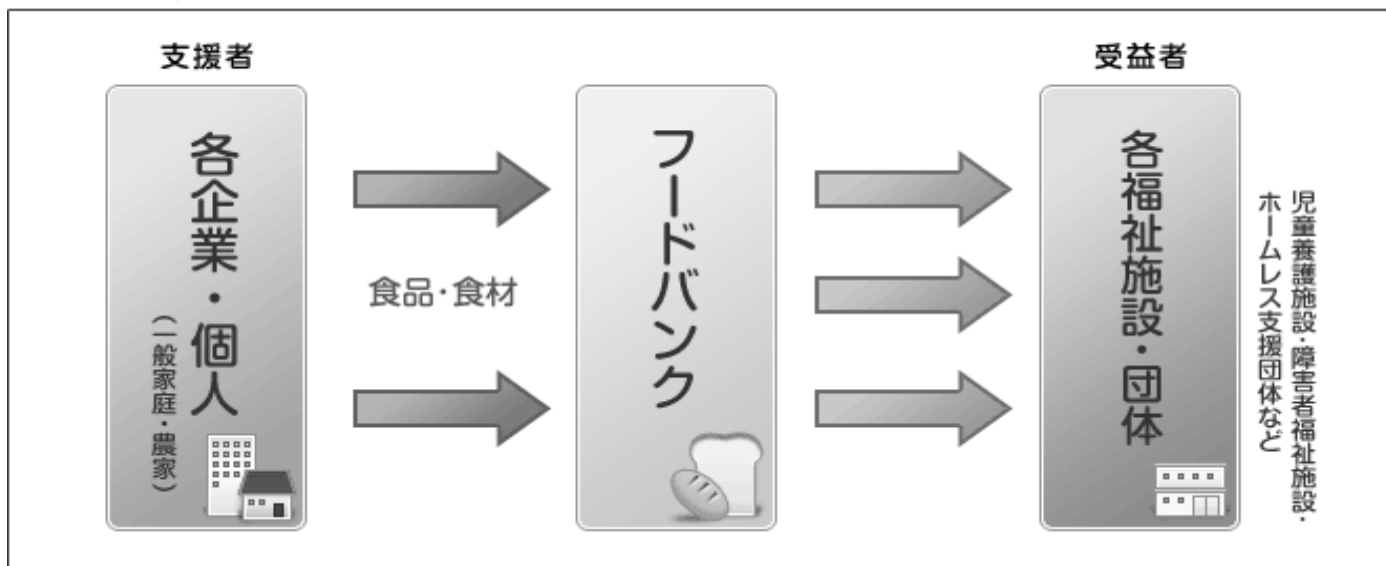 支援者
各企業・個人
（一般家庭・農家）
食品・食材
フードバンク
受益者
各福祉施設・団体
児童養護施設・障害者福祉施設・
ホームレス支援団体など